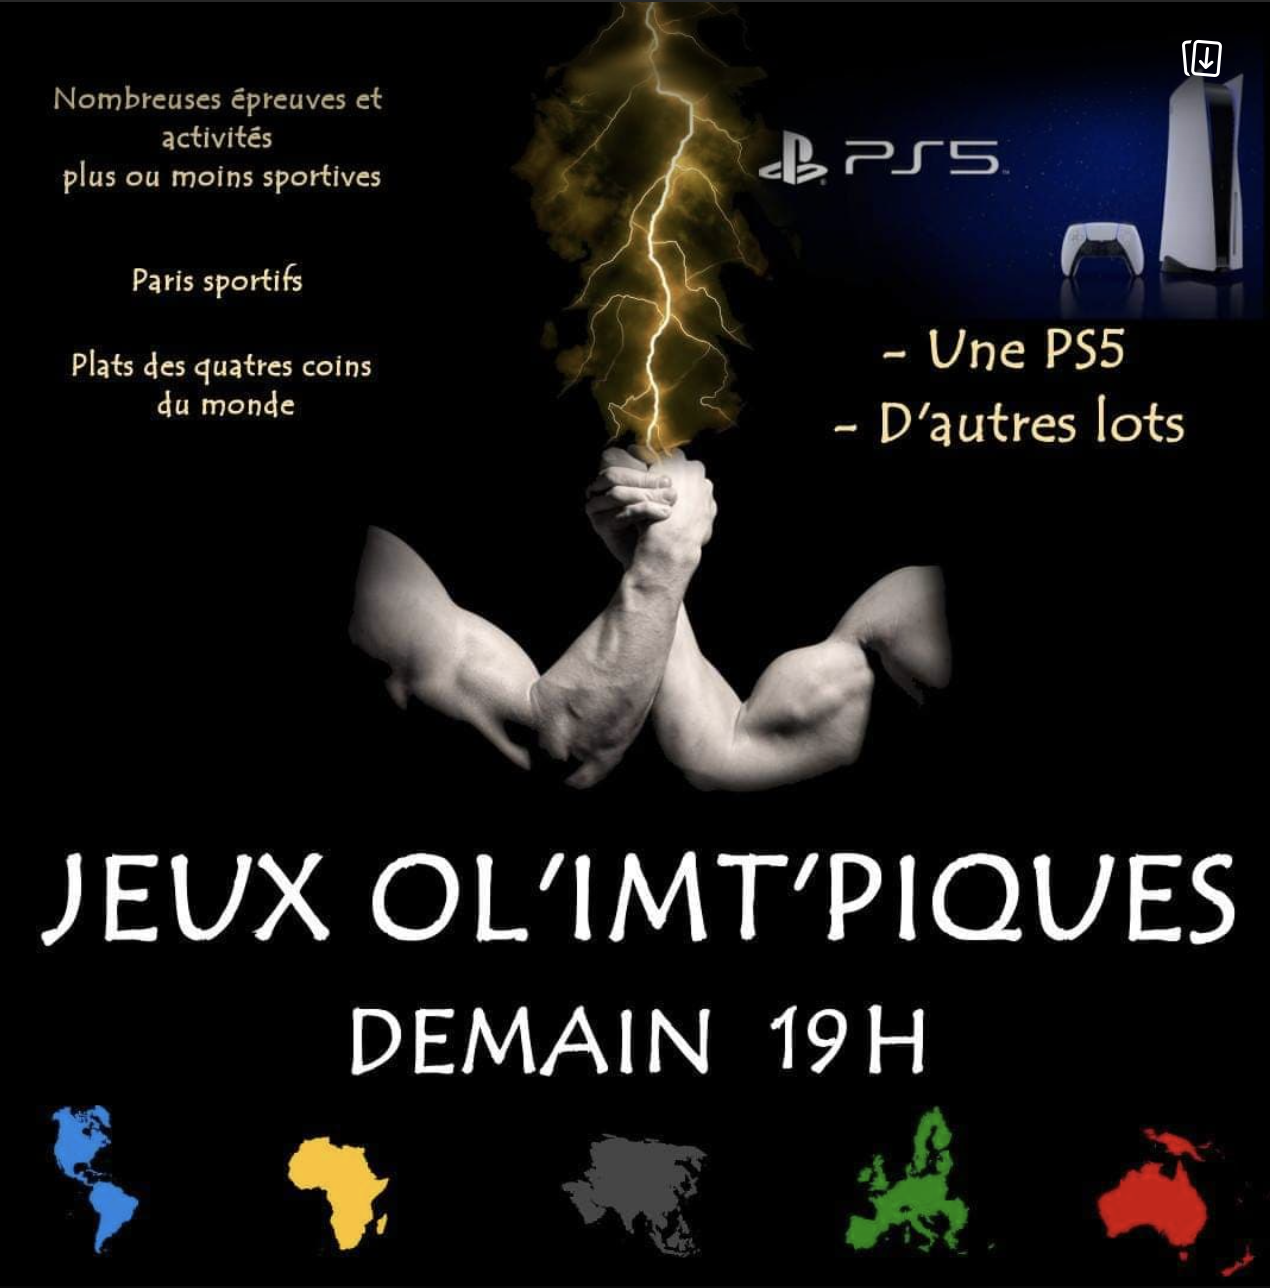 Nombreuses épreuves et
activités
plus ou moins sportives
Paris sportifs
Plats des quatres coins
du monde
PS5
- Une PS5
- D'autres lots
JEUX OL'IMT'PIQUES
DEMAIN 19H